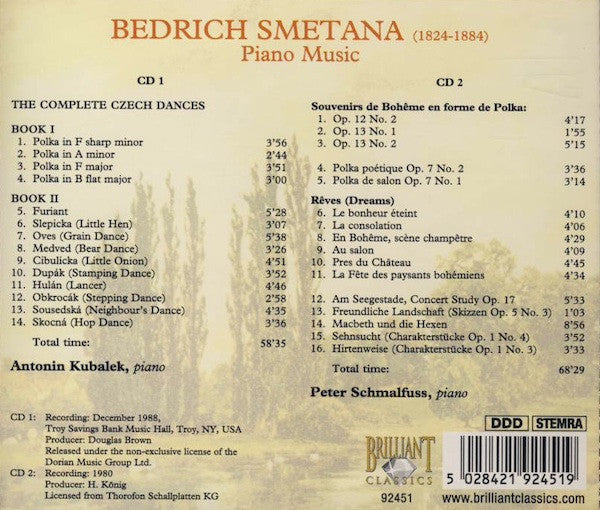 BEDRICH SMETANA (1824-1884)
Piano Music
CD 1
THE COMPLETE CZECH DANCES
BOOK I
1. Polka in F sharp minor 3'56
2. Polka in A minor 2'44
3. Polka in F major 3'51
4. Polka in B flat major 3'00
BOOK II
5. Furiant 5'28
6. Slepicka (Little Hen) 3'07
7. Oves (Grain Dance) 5'38
8. Medved (Bear Dance) 3'26
9. Cibulicka (Little Onion) 4'51
10. Dupák (Stamping Dance) 3'52
11. Hulán (Lancer) 4'46
12. Obkrocák (Stepping Dance) 2'58
13. Sousedská (Neighbour's Dance) 4'35
14. Skocná (Hop Dance) 3'36
Total time: 58'35
Antonin Kubalek, piano
CD 2
Souvenirs de Bohême en forme de Polka:
1. Op. 12 No. 2 4'17
2. Op. 13 No. 1 1'55
3. Op. 13 No. 2 5'15
4. Polka poétique Op. 7 No. 2 3'36
5. Polka de salon Op. 7 No. 1 3'14
Rêves (Dreams)
6. Le bonheur éteint 4'10
7. La consolation 4'06
8. En Bohême, scène champêtre 4'29
9. Au salon 4'09
10. Pres du Château 4'45
11. La Fête des paysants bohémiens 4'34
12. Am Seegestade, Concert Study Op. 17 5'33
13. Freundliche Landschaft (Skizzen Op. 5 No. 3) 1'03
14. Macbeth und die Hexen 8'56
15. Sehnsucht (Charakterstücke Op. 1 No. 4) 3'52
16. Hirtenweise (Charakterstücke Op. 1 No. 3) 3'33
Total time: 68'29
Peter Schmalfuss, piano
CD 1: Recording: December 1988,
Troy Savings Bank Music Hall, Troy, NY, USA
Producer: Douglas Brown
Released under the non-exclusive license of the
Dorian Music Group Ltd.
CD 2: Recording: 1980
Producer: H. König
Licensed from Thorofon Schallplatten KG
BRILLIANT
CLASSICS
92451
DDD STEMRA
5 028421 924519
www.brilliantclassics.com